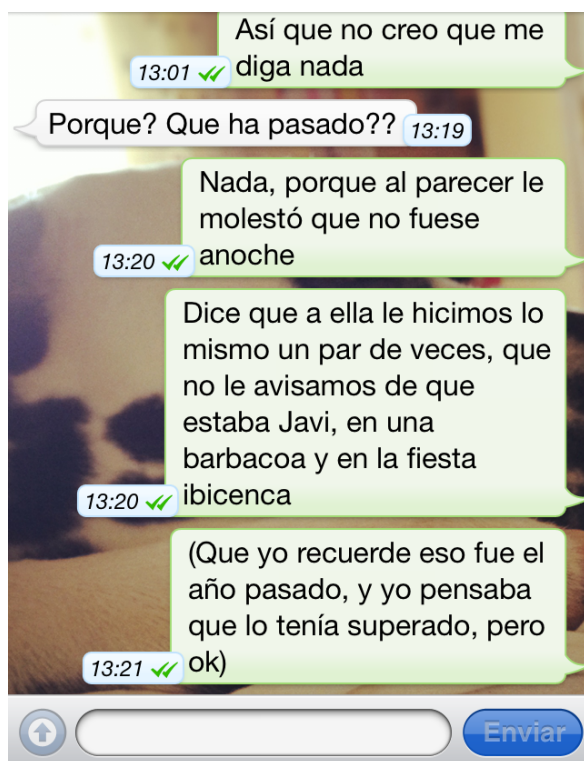 Así que no creo que me
diga nada
13:01
Porque? Que ha pasado??
13:19
Nada, porque al parecer le
molestó que no fuese
anoche
13:20
Dice que a ella le hicimos lo
mismo un par de veces, que
no le avisamos de que
estaba Javi, en una
barbacoa y en la fiesta
ibicenca
13:20
(Que yo recuerde eso fue el
año pasado, y yo pensaba
que lo tenía superado, pero
ok)
13:21
Enviar